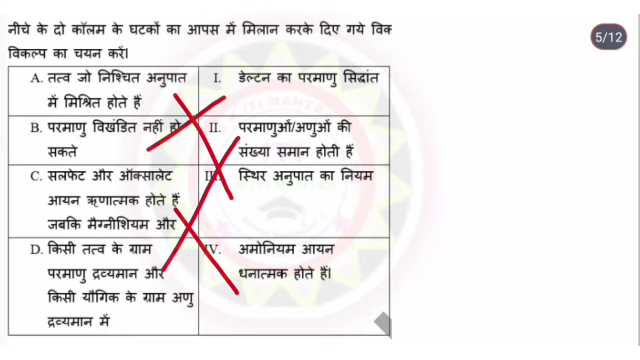 नीचे के दो कॉलम के घटकों का आपस में मिलान करके दिए गये विक
विकल्प का चयन करें।
5/12
A. तत्व जो निश्चित अनुपात
में मिश्रित होते हैं
I. डेल्टन का परमाणु सिद्धांत
B. परमाणु विखंडित नहीं हो
सकते
II. परमाणुओं/अणुओं की
संख्या समान होती हैं
C. सलफेट और ऑक्सालेट
आयन ऋणात्मक होते हैं
जबकि मैग्नीशियम और
III. स्थिर अनुपात का नियम
D. किसी तत्व के ग्राम
परमाणु द्रव्यमान और
किसी यौगिक के ग्राम अणु
द्रव्यमान में
IV. अमोनियम आयन
धनात्मक होते हैं।